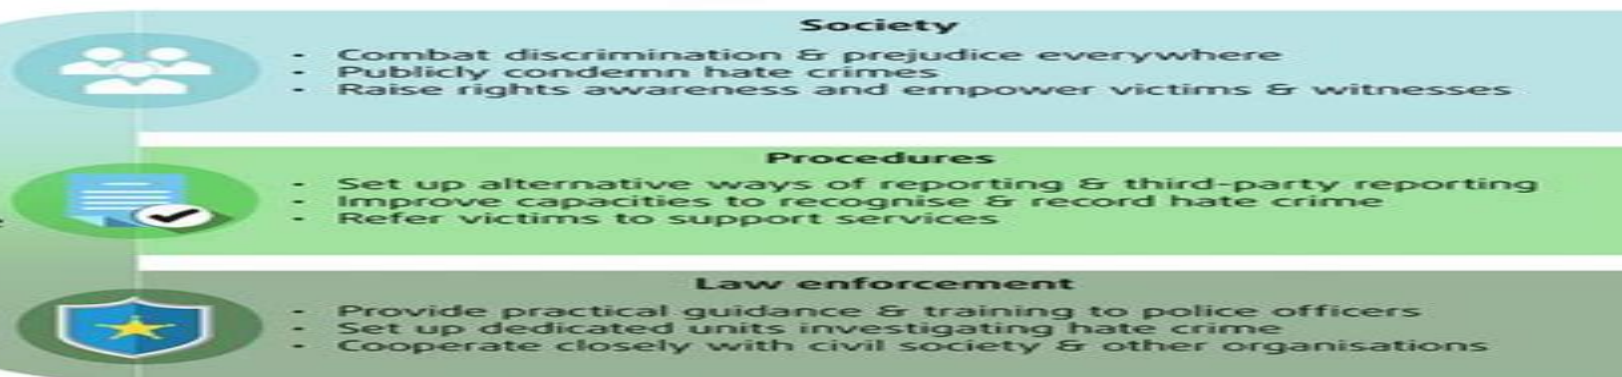 Society
• Combat discrimination & prejudice everywhere
• Publicly condemn hate crimes
• Raise rights awareness and empower victims & witnesses
Procedures
• Set up alternative ways of reporting & third-party reporting
• Improve capacities to recognise & record hate crime
• Refer victims to support services
Law enforcement
• Provide practical guidance & training to police officers
• Set up dedicated units investigating hate crime
• Cooperate closely with civil society & other organisations